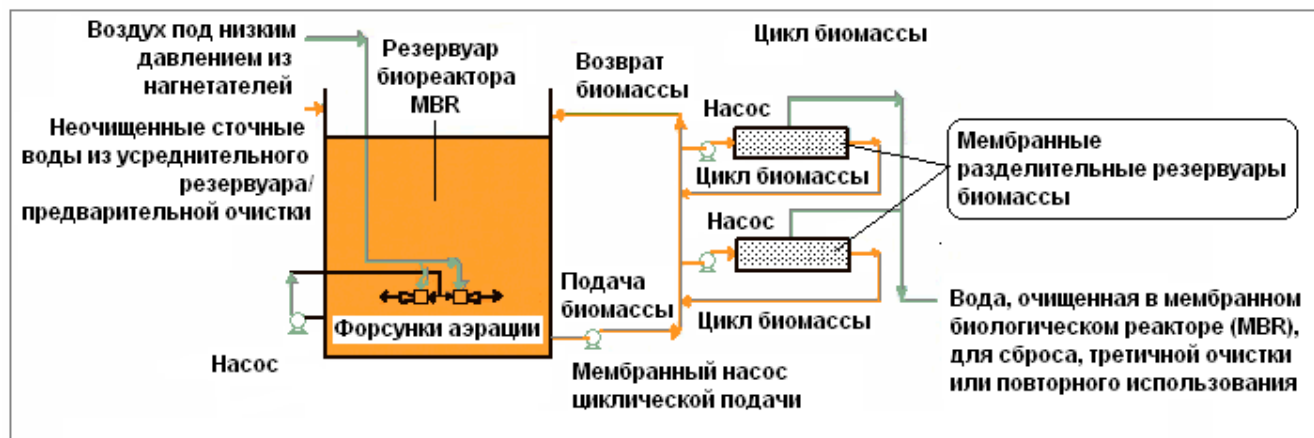 Воздух под низким
давлением из
нагнетателей
Неочищенные сточные
воды из усреднительного
резервуара/
предварительной очистки
Резервуар
биореактора
MBR
Форсунки аэрации
Насос
Возврат
биомассы
Подача
биомассы
Мембранный насос
циклической подачи
Цикл биомассы
Насос
Цикл биомассы
Насос
Цикл биомассы
Мембранные
разделительные резервуары
биомассы
Вода, очищенная в мембранном
биологическом реакторе (MBR),
для сброса, третичной очистки
или повторного использования